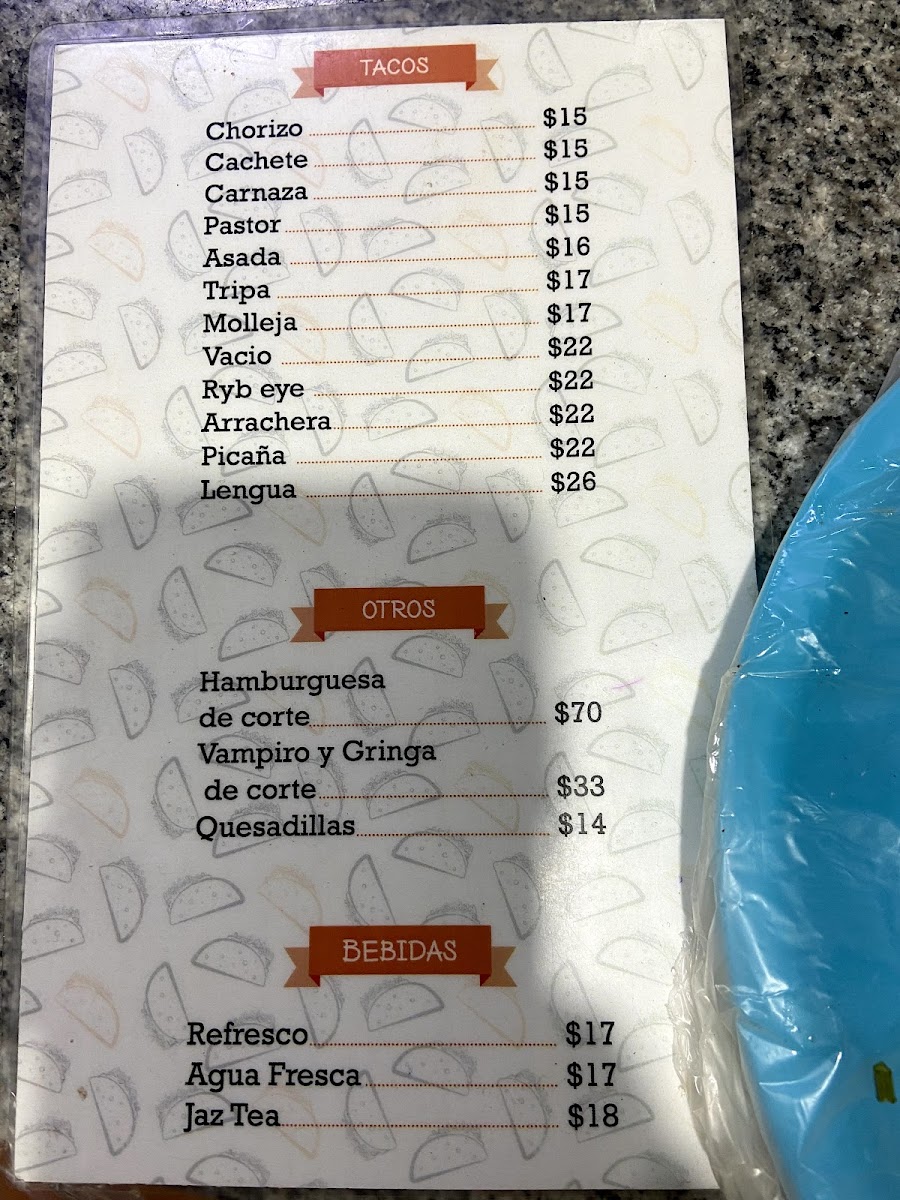 TACOS
Chorizo $15
Cachete $15
Carnaza $15
Pastor $15
Asada $16
Tripa $17
Molleja $17
Vacio $22
Ryb eye $22
Arrachera $22
Picaña $22
Lengua $26
OTROS
Hamburguesa
de corte $70
Vampiro y Gringa
de corte $33
Quesadillas $14
BEBIDAS
Refresco $17
Agua Fresca $17
Jaz Tea $18